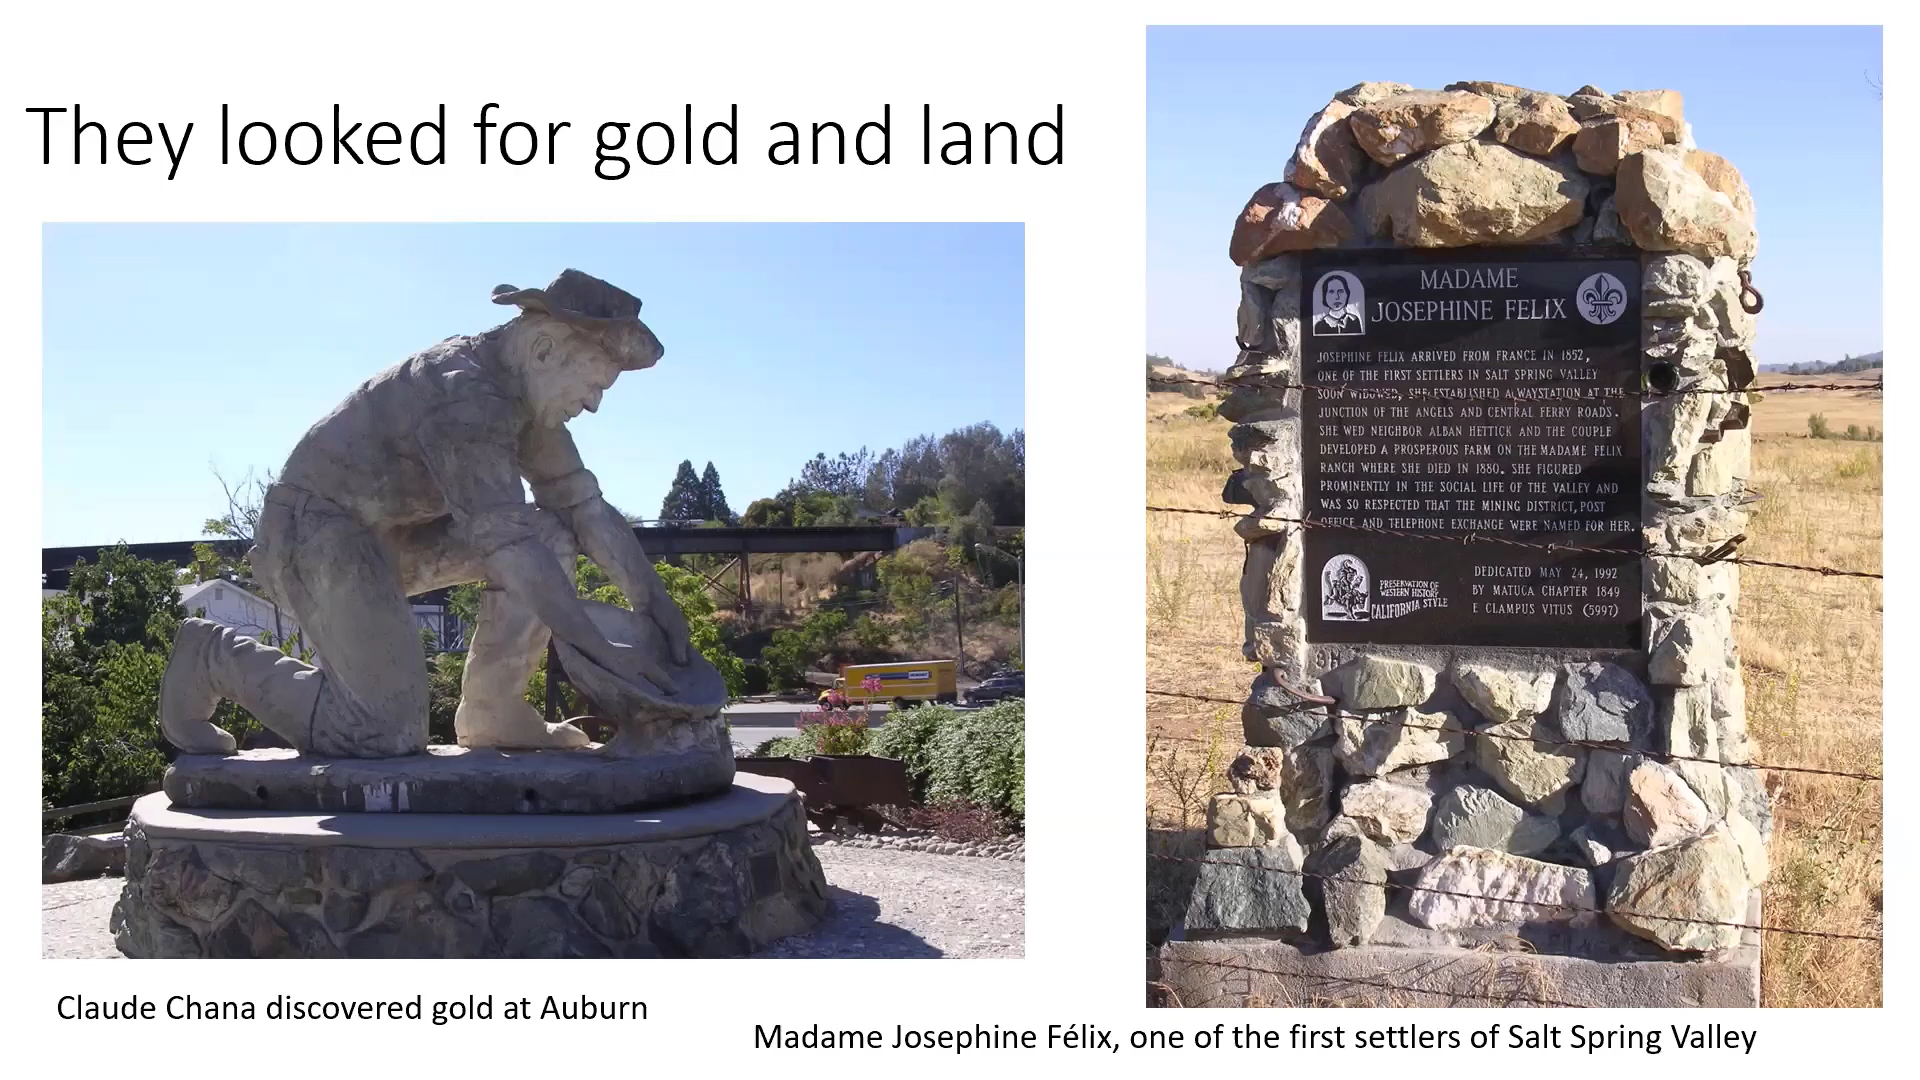 They looked for gold and land
MADAME
JOSEPHINE FELIX
JOSEPHINE FELIX ARRIVED FROM FRANCE IN 1852,
ONE OF THE FIRST SETTLERS IN SALT SPRING VALLEY
SOON WIDOWED, SHE ESTABLISHED A WAYSTATION AT THE
JUNCTION OF THE ANGELS AND CENTRAL FERRY ROADS.
SHE WED NEIGHBOR ALBAN HETTICK AND THE COUPLE
DEVELOPED A PROSPEROUS FARM ON THE MADAME FELIX
RANCH WHERE SHE DIED IN 1880. SHE FIGURED
PROMINENTLY IN THE SOCIAL LIFE OF THE VALLEY AND
WAS SO RESPECTED THAT THE MINING DISTRICT, POST
OFFICE AND TELEPHONE EXCHANGE WERE NAMED FOR HER.
PRESERVATION OF
WESTERN HISTORY
CALIFORNIA STYLE
DEDICATED MAY 24, 1992
BY MATUCA CHAPTER 1849
E CLAMPUS VITUS (5997)
Claude Chana discovered gold at Auburn
Madame Josephine Félix, one of the first settlers of Salt Spring Valley